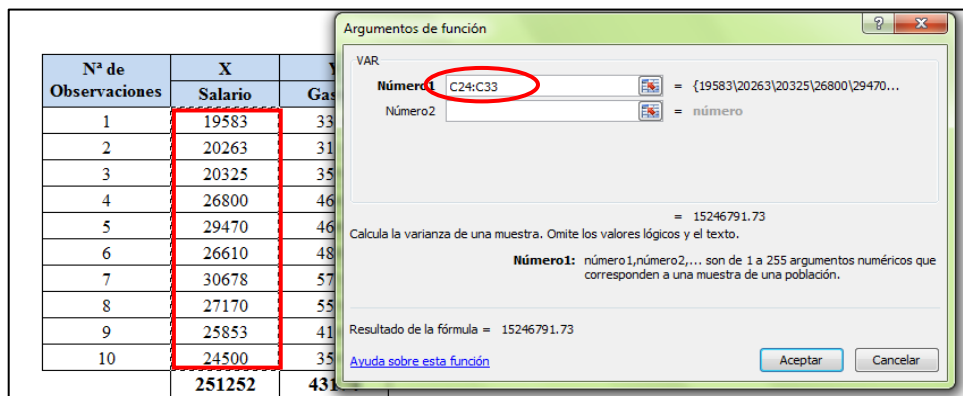 Nª de Observaciones X Y
Salario Gas
1 19583 33
2 20263 31
3 20325 35
4 26800 46
5 29470 46
6 26610 48
7 30678 57
8 27170 55
9 25853 41
10 24500 35
251252 431
Argumentos de función
VAR
Número1 C24:C33 = {19583\20263\20325\26800\29470...
Número2 = número
= 15246791.73
Calcula la varianza de una muestra. Omite los valores lógicos y el texto.
Número1: número1,número2,... son de 1 a 255 argumentos numéricos que
corresponden a una muestra de una población.
Resultado de la fórmula = 15246791.73
Ayuda sobre esta función Aceptar Cancelar